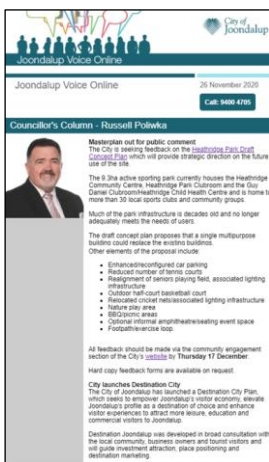 City of
Joondalup
Joondalup Voice Online
Joondalup Voice Online
26 November 2020
Call: 9400 4705
Councillor's Column - Russell Poliwka
Masterplan out for public comment
The City is seeking feedback on the Heathridge Park Draft
Concept Plan which will provide strategic direction on the future
use of the site.
The 9.3ha active sporting park currently houses the Heathridge
Community Centre, Heathridge Park Clubroom and the Guy
Daniel Clubroom/Heathridge Child Health Centre and is home to
more than 30 local sports clubs and community groups.
Much of the park infrastructure is decades old and no longer
adequately meets the needs of users.
The draft concept plan proposes that a single multipurpose
building could replace the existing buildings.
Other elements of the proposal include:
• Enhanced/reconfigured car parking
• Reduced number of tennis courts
• Realignment of seniors playing field, associated lighting
infrastructure
• Outdoor half-court basketball court
• Relocated cricket nets/associated lighting infrastructure
• Nature play area
• BBQ/picnic areas
• Optional informal amphitheatre/seating event space
• Footpath/exercise loop.
All feedback should be made via the community engagement
section of the City's website by Thursday 17 December.
Hard copy feedback forms are available on request.
City launches Destination City
The City of Joondalup has launched a Destination City Plan,
which seeks to empower Joondalup's visitor economy, elevate
Joondalup's profile as a destination of choice and enhance
visitor experiences to attract more leisure, education and
commercial visitors to Joondalup.
Destination Joondalup was developed in broad consultation with
the local community, business owners and tourist visitors and
will guide investment attraction, place positioning and
destination marketing.